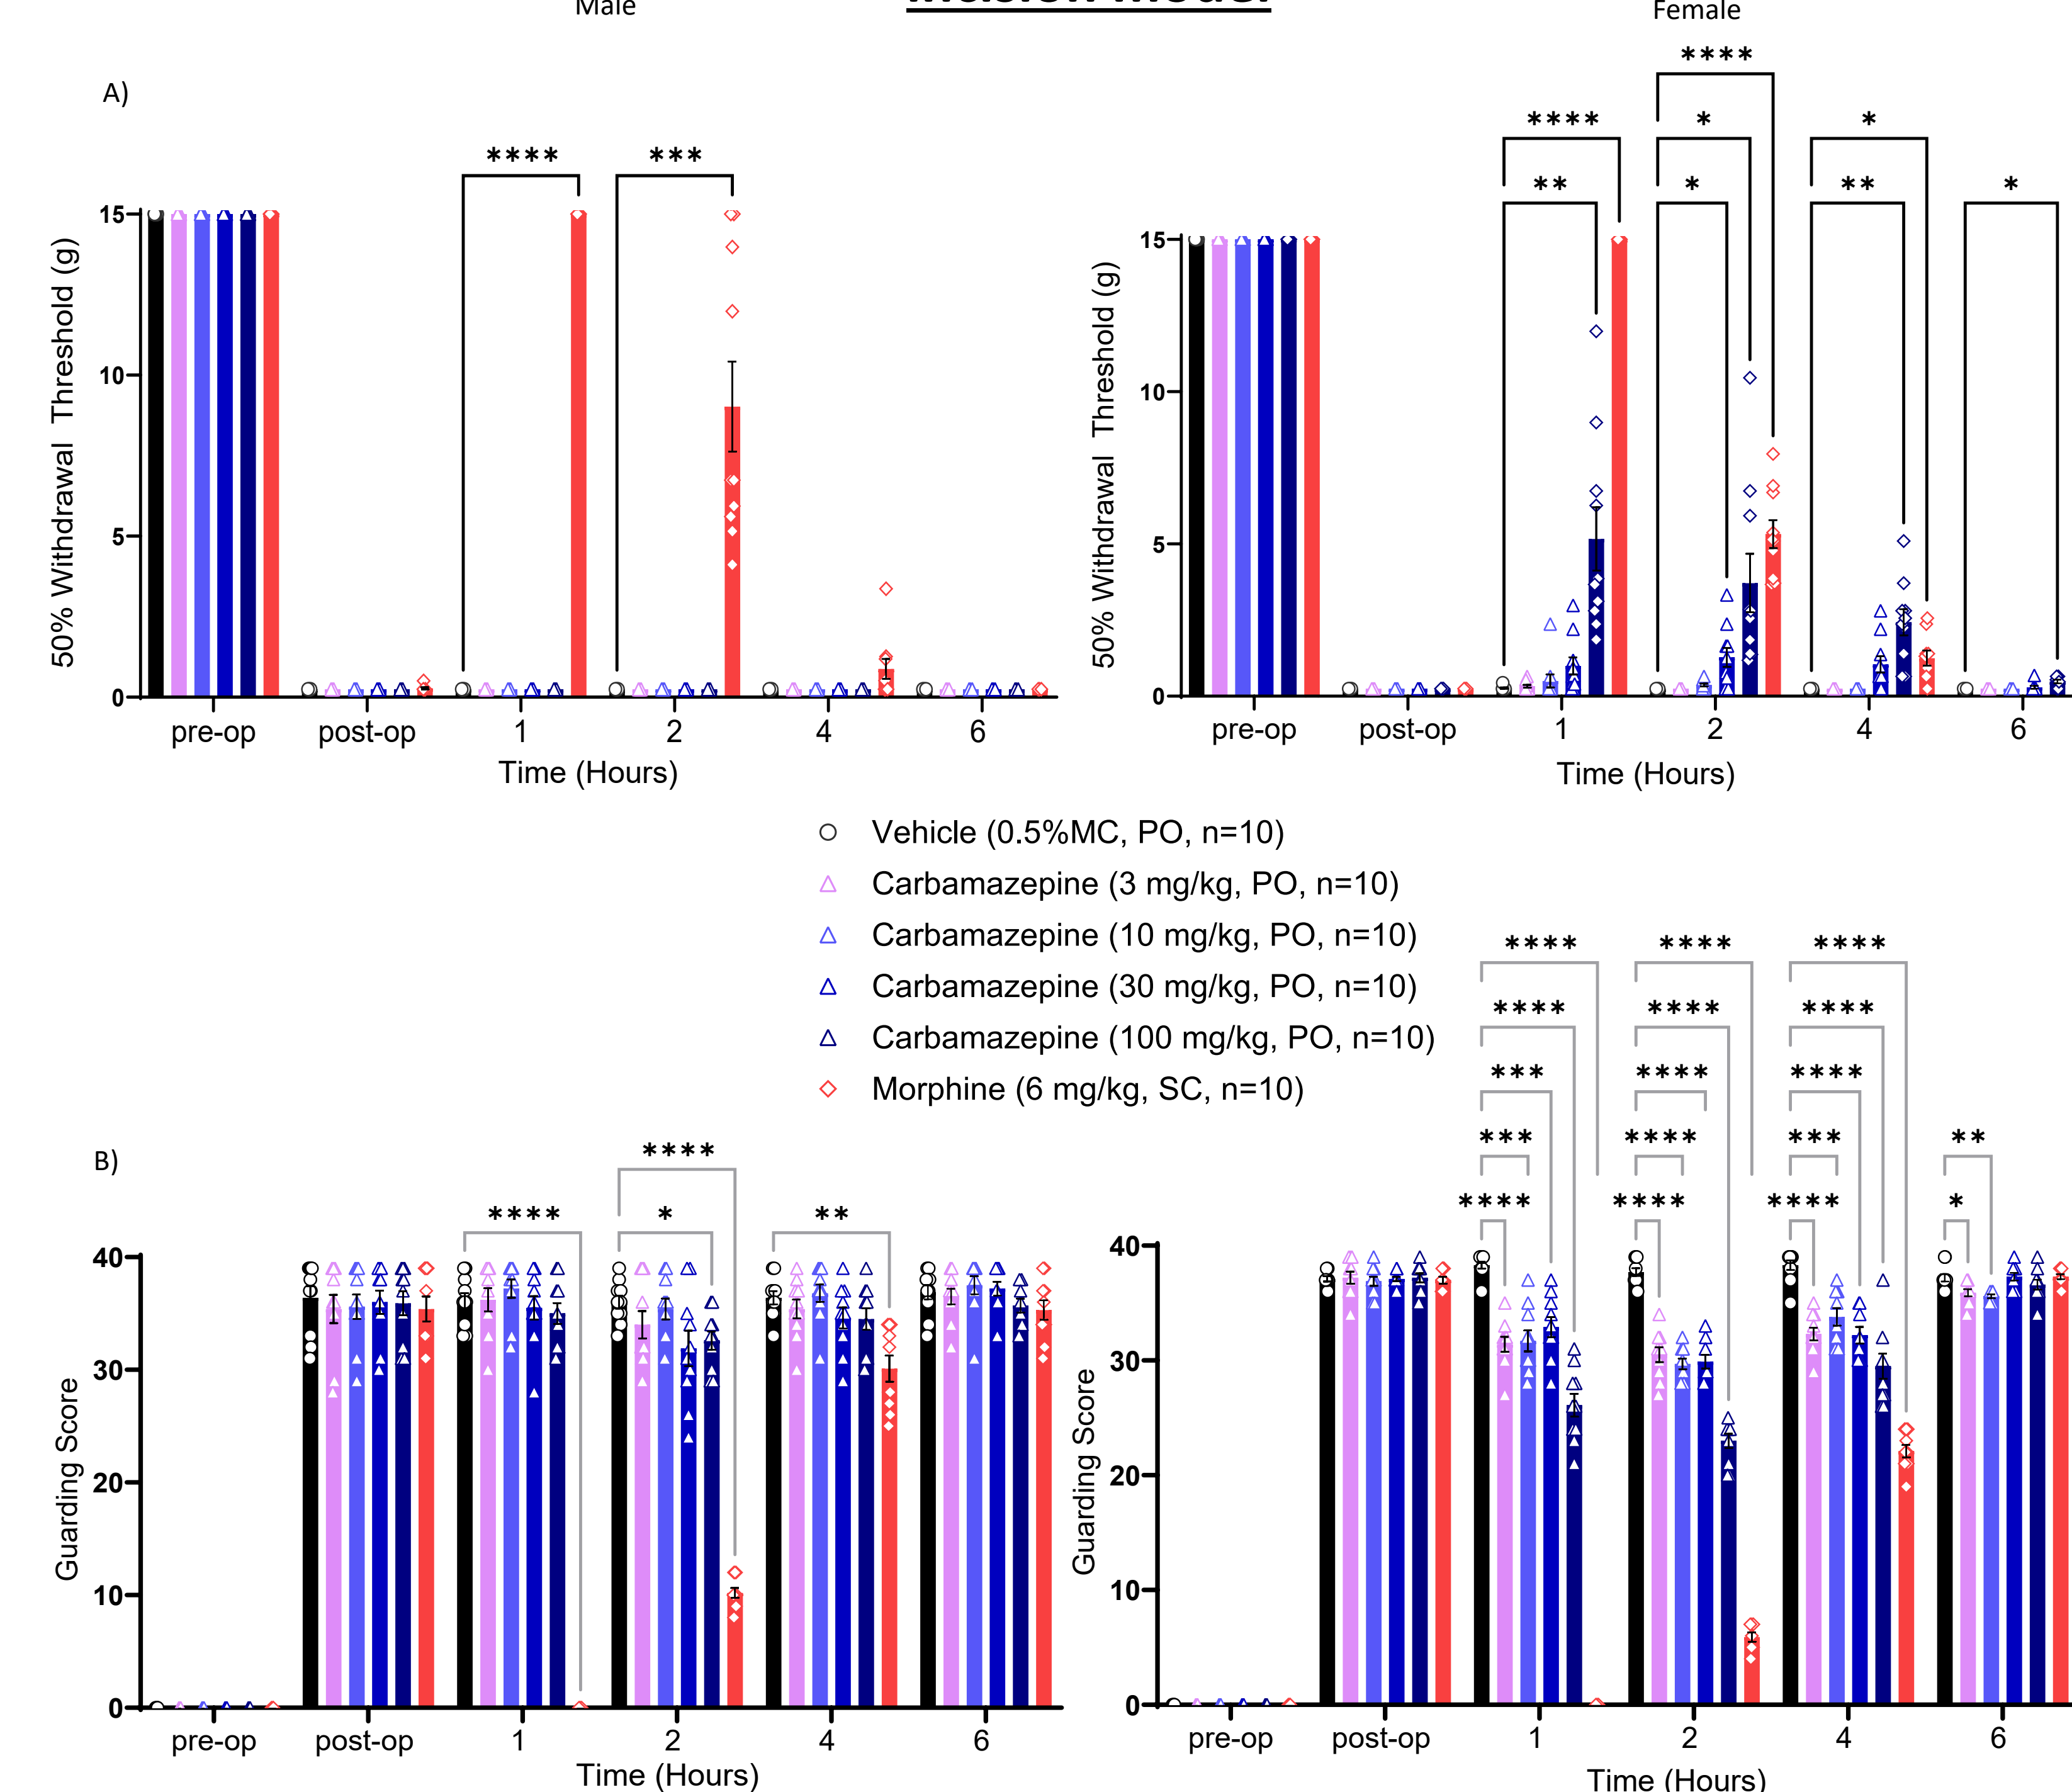 Male
Incision Model
Female
A)
****
***
50% Withdrawal Threshold (g)
15
10
5
0
pre-op
post-op
1
2
4
6
Time (Hours)
****
****
*
*
**
*
**
*
50% Withdrawal Threshold (g)
15
10
5
0
pre-op
post-op
1
2
4
6
Time (Hours)
Vehicle (0.5%MC, PO, n=10)
Carbamazepine (3 mg/kg, PO, n=10)
Carbamazepine (10 mg/kg, PO, n=10)
Carbamazepine (30 mg/kg, PO, n=10)
Carbamazepine (100 mg/kg, PO, n=10)
Morphine (6 mg/kg, SC, n=10)
B)
****
****
*
**
Guarding Score
40
30
20
10
0
pre-op
post-op
1
2
4
6
Time (Hours)
****
****
****
****
****
****
***
****
****
***
****
***
**
****
****
****
*
Guarding Score
40
30
20
10
0
pre-op
post-op
1
2
4
6
Time (Hours)